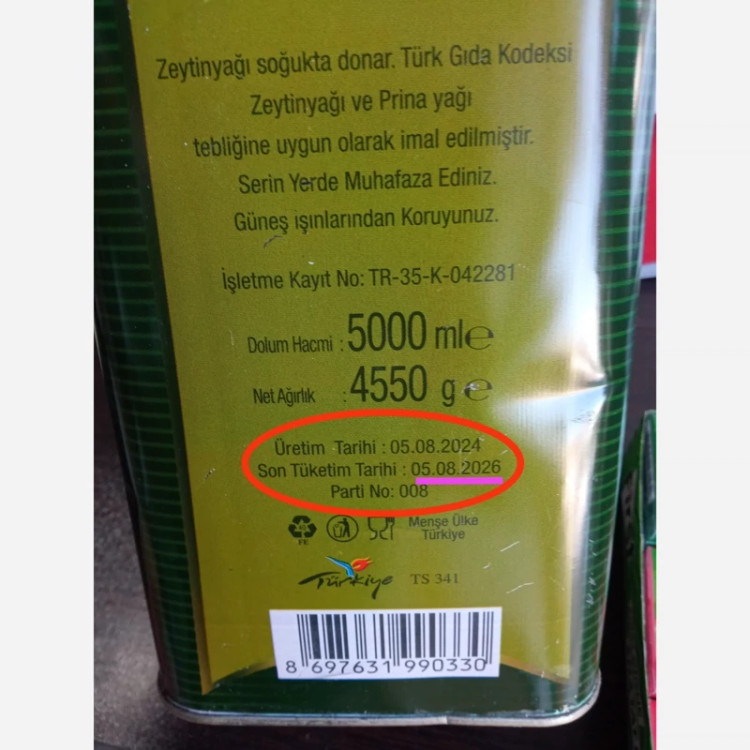 Zeytinyağı soğukta donar. Türk Gıda Kodeksi
Zeytinyağı ve Prina yağı
tebliğine uygun olarak imal edilmiştir.
Serin Yerde Muhafaza Ediniz.
Güneş ışınlarından Koruyunuz.
İşletme Kayıt No: TR-35-K-042281
Dolum Hacmi : 5000 ml e
Net Ağırlık : 4550 g e
Üretim Tarihi : 05.08.2024
Son Tüketim Tarihi : 05.08.2026
Parti No: 008
FE
Menşe Ülke
Türkiye
Türkiye TS 341
8 697631 990330